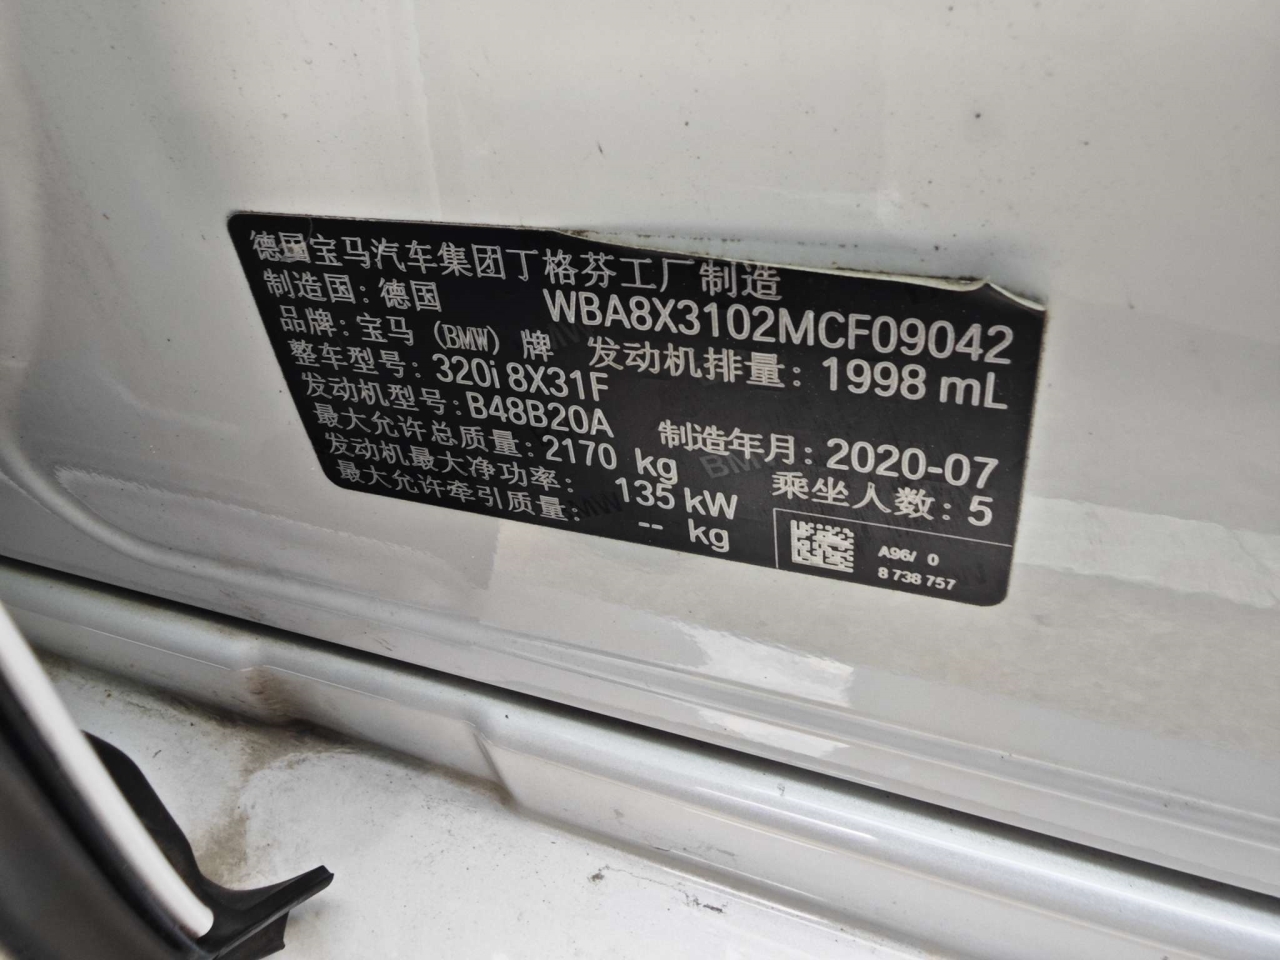 德国宝马汽车集团丁格芬工厂制造
制造国：德国
WBA8X3102MCF09042
品牌：宝马 (BMW) 牌
发动机排量：1998 mL
整车型号：320i 8X31F
发动机型号：B48B20A
制造年月：2020-07
最大允许总质量：2170 kg
乘坐人数：5
发动机最大净功率：135 kW
最大允许牵引质量：-- kg
A96/ 0
8 738 757